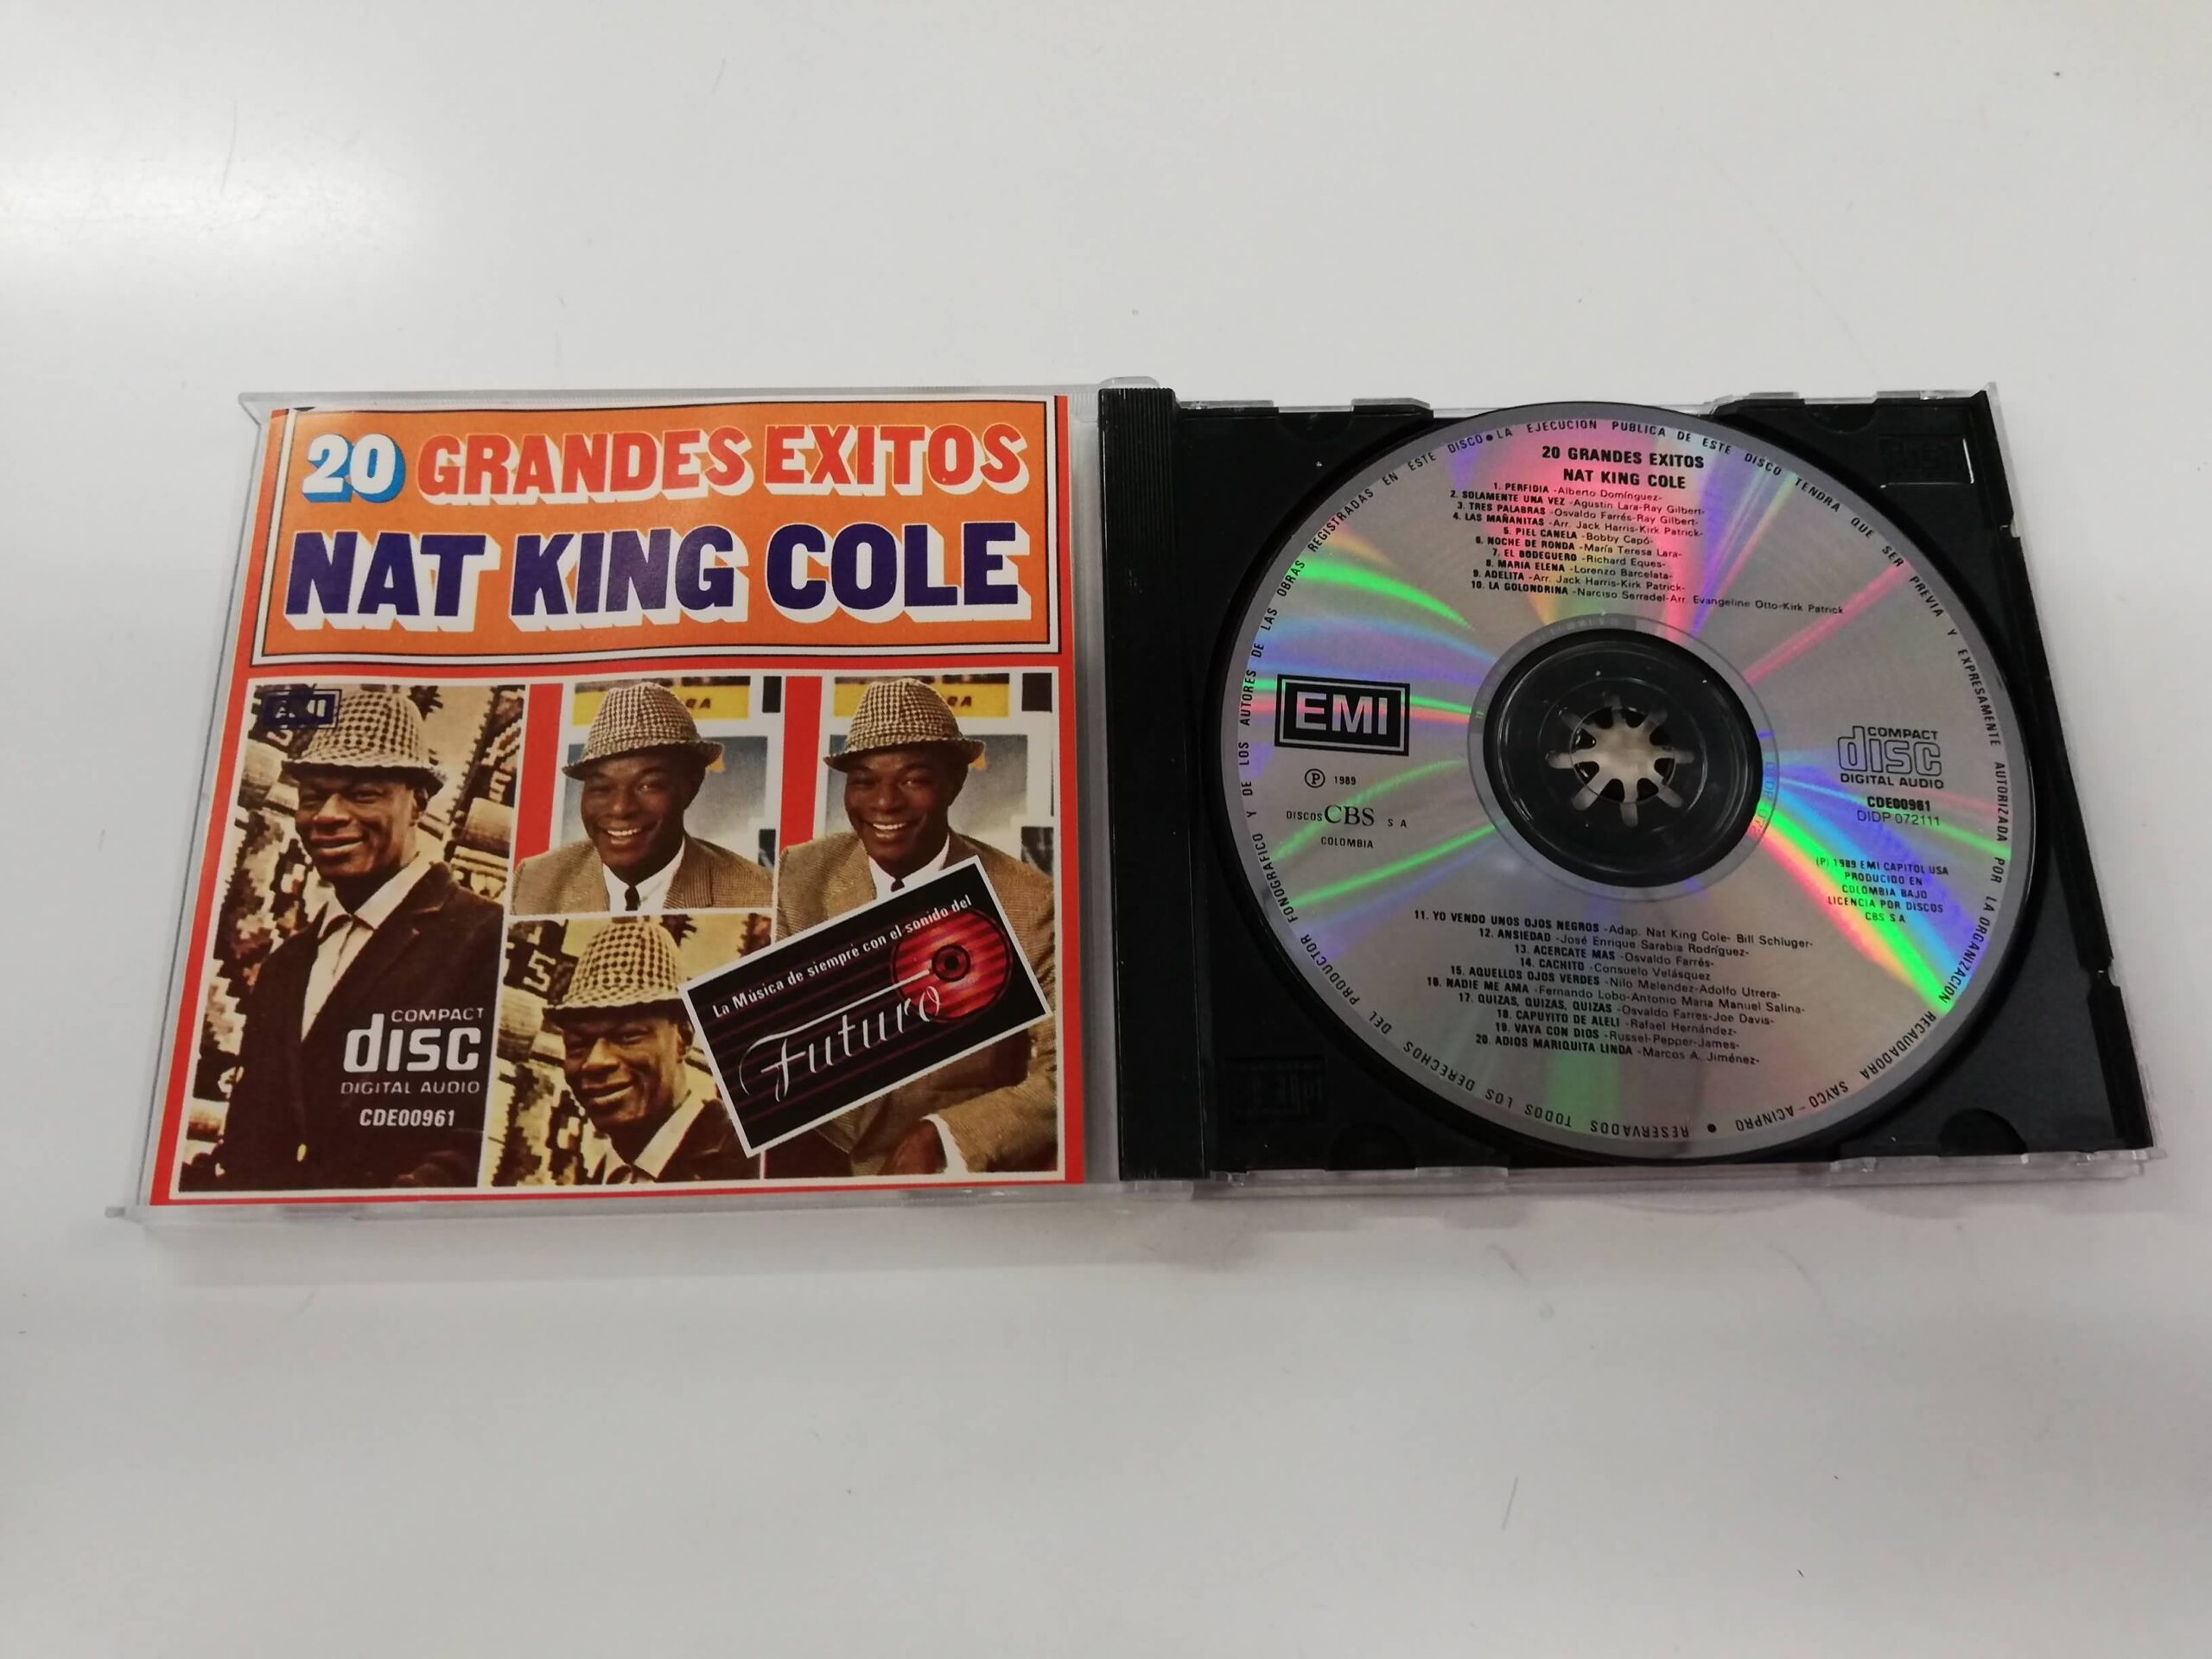 20 GRANDES EXITOS
NAT KING COLE
EMI
La Música de siempre con el sonido del
Futuro
COMPACT
disc
DIGITAL AUDIO
CDE00961
20 GRANDES EXITOS
NAT KING COLE
1. PERFIDIA -Alberto Domínguez-
2. SOLAMENTE UNA VEZ -Agustin Lara-Ray Gilbert-
3. TRES PALABRAS -Osvaldo Farrés-Ray Gilbert-
4. LAS MAÑANITAS -Arr. Jack Harris-Kirk Patrick-
5. PIEL CANELA -Bobby Capó-
6. NOCHE DE RONDA -María Teresa Lara-
7. EL BODEGUERO -Richard Eques-
8. MARIA ELENA -Lorenzo Barcelata-
9. ADELITA -Arr. Jack Harris-Kirk Patrick-
10. LA GOLONDRINA -Narciso Serradel-Arr. Evangeline Otto-Kirk Patrick
EMI
Ⓟ 1989
DISCOS CBS S A
COLOMBIA
COMPACT
disc
DIGITAL AUDIO
CDE00961
DIDP 072111
(P) 1989 EMI CAPITOL USA
PRODUCIDO EN
COLOMBIA BAJO
LICENCIA POR DISCOS
CBS SA
11. YO VENDO UNOS OJOS NEGROS -Adap. Nat King Cole- Bill Schluger-
12. ANSIEDAD -José Enrique Sarabia Rodríguez-
13. ACERCATE MAS -Osvaldo Farrés-
14. CACHITO -Consuelo Velásquez
15. AQUELLOS OJOS VERDES -Nilo Melendez-Adolfo Utrera-
16. NADIE ME AMA -Fernando Lobo-Antonio Maria Manuel Salina-
17. QUIZAS, QUIZAS, QUIZAS -Osvaldo Farres-Joe Davis-
18. CAPUYITO DE ALELI -Rafael Hernández-
19. VAYA CON DIOS -Russel-Pepper-James-
20. ADIOS MARIQUITA LINDA -Marcos A. Jiménez-
RESERVADOS TODOS LOS DERECHOS DEL PRODUCTOR FONOGRAFICO Y DE LOS AUTORES DE LAS OBRAS REGISTRADAS EN ESTE DISCO • LA EJECUCION PUBLICA DE ESTE DISCO TENDRA QUE SER PREVIA Y EXPRESAMENTE AUTORIZADA POR LA ORGANIZACION RECAUDADORA SAYCO - ACINPRO •